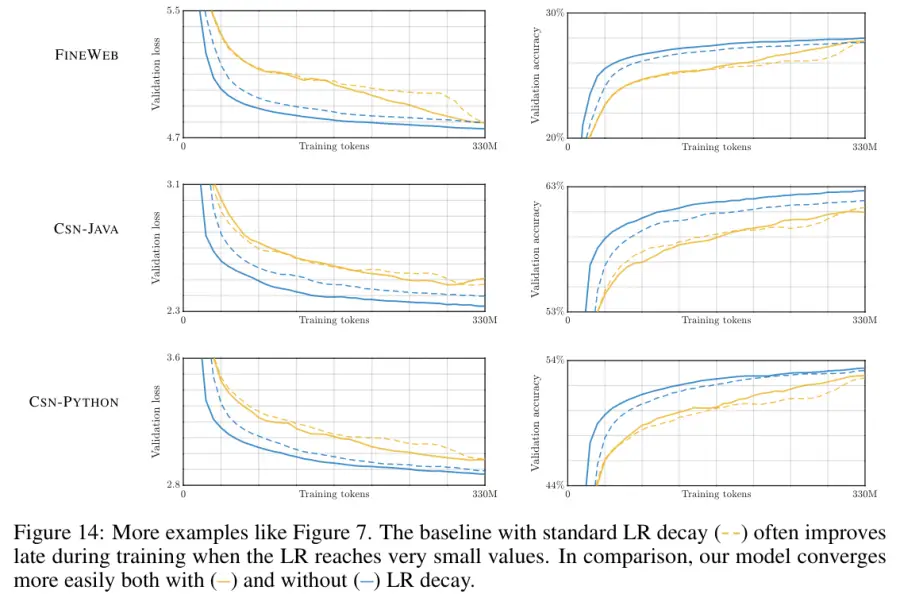 5.5
FINEWEB
Validation loss
4.7
0
Training tokens
330M
30%
Validation accuracy
20%
0
Training tokens
330M
3.1
CSN-JAVA
Validation loss
2.3
0
Training tokens
330M
63%
Validation accuracy
53%
0
Training tokens
330M
3.6
CSN-PYTHON
Validation loss
2.8
0
Training tokens
330M
54%
Validation accuracy
44%
0
Training tokens
330M
Figure 14: More examples like Figure 7. The baseline with standard LR decay (--) often improves
late during training when the LR reaches very small values. In comparison, our model converges
more easily both with (–) and without (–) LR decay.